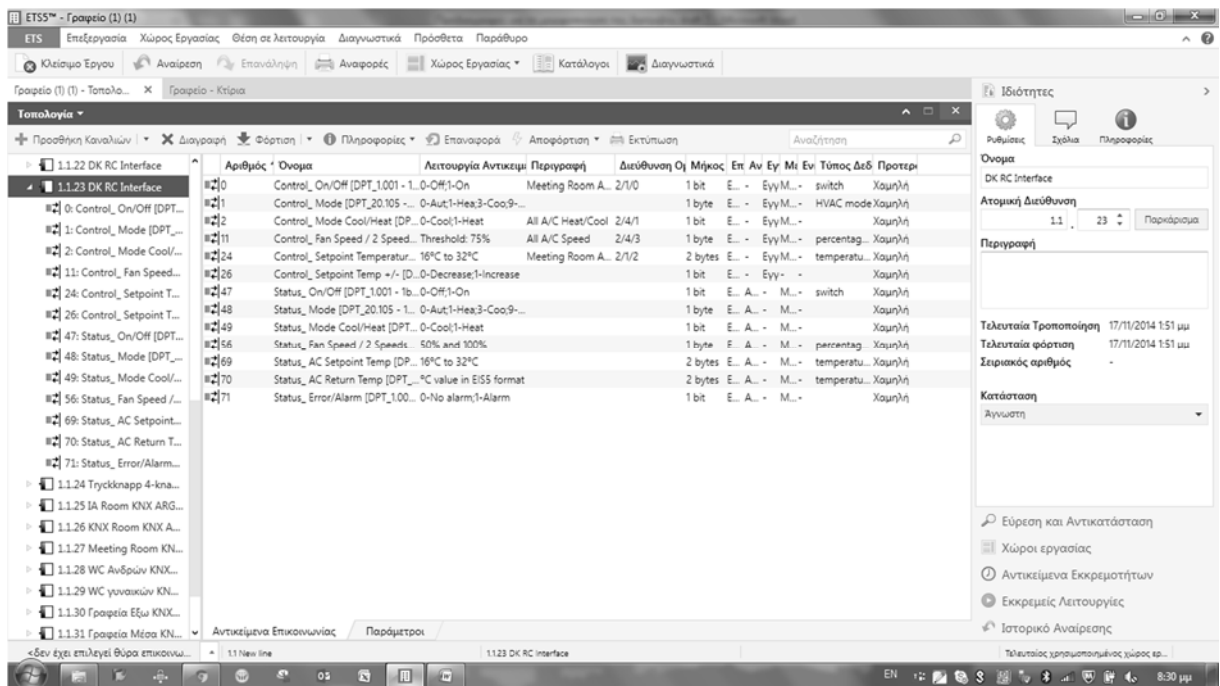 ETS5™ - Γραφείο (1) (1)
ETS Επεξεργασία Χώρος Εργασίας Θέση σε λειτουργία Διαγνωστικά Πρόσθετα Παράθυρο
Κλείσιμο Έργου Αναίρεση Επανάληψη Αναφορές Χώρος Εργασίας Κατάλογοι Διαγνωστικά
Γραφείο (1) (1) - Τοπολο... Γραφείο - Κτίρια
Τοπολογία
Προσθήκη Καναλιών Διαγραφή Φόρτιση Πληροφορίες Επαναφορά Αποφόρτιση Εκτύπωση Αναζήτηση
1.1.22 DK RC Interface
1.1.23 DK RC Interface
0: Control_ On/Off [DPT...
1: Control_ Mode [DPT_...
2: Control_ Mode Cool/...
11: Control_ Fan Speed...
24: Control_ Setpoint T...
26: Control_ Setpoint T...
47: Status_ On/Off [DPT...
48: Status_ Mode [DPT_...
49: Status_ Mode Cool/...
56: Status_ Fan Speed /...
69: Status_ AC Setpoint...
70: Status_ AC Return T...
71: Status_ Error/Alarm...
1.1.24 Tryckknapp 4-kna...
1.1.25 IA Room KNX ARG...
1.1.26 KNX Room KNX A...
1.1.27 Meeting Room KN...
1.1.28 WC Ανδρών KNX...
1.1.29 WC γυναικών KN...
1.1.30 Γραφεία Εξω KNX...
1.1.31 Γραφεία Μέσα KN...
Αριθμός Όνομα Λειτουργία Αντικειμ Περιγραφή Διεύθυνση Ομ Μήκος Επ Αν Εγ Με Εν Τύπος Δεδ Προτερ
0 Control_ On/Off [DPT_1.001 - 1... 0-Off;1-On Meeting Room A... 2/1/0 1 bit E... - Εγγ Μ... - switch Χαμηλή
1 Control_ Mode [DPT_20.105 -... 0-Aut;1-Hea;3-Coo;9-... 1 byte E... - Εγγ Μ... - HVAC mode Χαμηλή
2 Control_ Mode Cool/Heat [DP... 0-Cool;1-Heat All A/C Heat/Cool 2/4/1 1 bit E... - Εγγ Μ... - Χαμηλή
11 Control_ Fan Speed / 2 Speed... Threshold: 75% All A/C Speed 2/4/3 1 byte E... - Εγγ Μ... - percentag... Χαμηλή
24 Control_ Setpoint Temperatur... 16ºC to 32ºC Meeting Room A... 2/1/2 2 bytes E... - Εγγ Μ... - temperatu... Χαμηλή
26 Control_ Setpoint Temp +/- [D... 0-Decrease;1-Increase 1 bit E... - Εγγ - - Χαμηλή
47 Status_ On/Off [DPT_1.001 - 1b... 0-Off;1-On 1 bit E... A... - Μ... - switch Χαμηλή
48 Status_ Mode [DPT_20.105 - 1... 0-Aut;1-Hea;3-Coo;9-... 1 byte E... A... - Μ... - Χαμηλή
49 Status_ Mode Cool/Heat [DPT... 0-Cool;1-Heat 1 bit E... A... - Μ... - Χαμηλή
56 Status_ Fan Speed / 2 Speeds... 50% and 100% 1 byte E... A... - Μ... - percentag... Χαμηλή
69 Status_ AC Setpoint Temp [DP... 16ºC to 32ºC 2 bytes E... A... - Μ... - temperatu... Χαμηλή
70 Status_ AC Return Temp [DPT_... ºC value in EIS5 format 2 bytes E... A... - Μ... - temperatu... Χαμηλή
71 Status_ Error/Alarm [DPT_1.00... 0-No alarm;1-Alarm 1 bit E... A... - Μ... - Χαμηλή
Αντικείμενα Επικοινωνίας Παράμετροι
Ιδιότητες
Ρυθμίσεις Σχόλια Πληροφορίες
Όνομα
DK RC Interface
Ατομική Διεύθυνση
1.1 . 23 Παρκάρισμα
Περιγραφή
Τελευταία Τροποποίηση 17/11/2014 1:51 μμ
Τελευταία φόρτιση 17/11/2014 1:51 μμ
Σειριακός αριθμός -
Κατάσταση
Άγνωστη
Εύρεση και Αντικατάσταση
Χώροι εργασίας
Αντικείμενα Εκκρεμοτήτων
Εκκρεμείς Λειτουργίες
Ιστορικό Αναίρεσης
<δεν έχει επιλεγεί θύρα επικοινω... 1.1 New line 1.1.23 DK RC Interface Τελευταίος χρησιμοποιημένος χώρος ερ...
EN 8:30 μμ